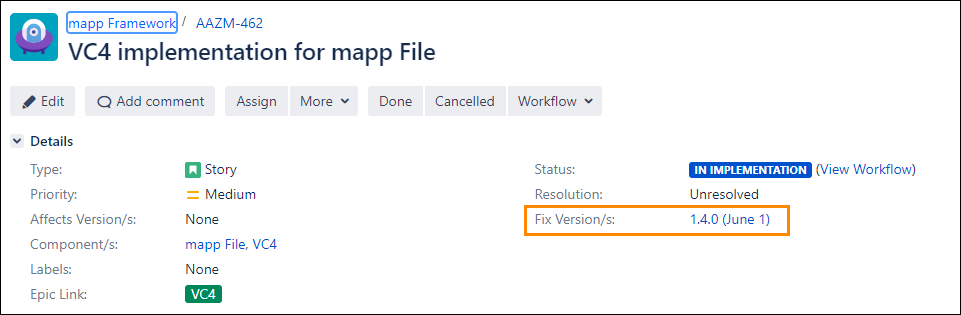 mapp Framework / AAZM-462
VC4 implementation for mapp File
Edit Add comment Assign More Done Cancelled Workflow
Details
Type: Story Status: IN IMPLEMENTATION (View Workflow)
Priority: Medium Resolution: Unresolved
Affects Version/s: None Fix Version/s: 1.4.0 (June 1)
Component/s: mapp File, VC4
Labels: None
Epic Link: VC4